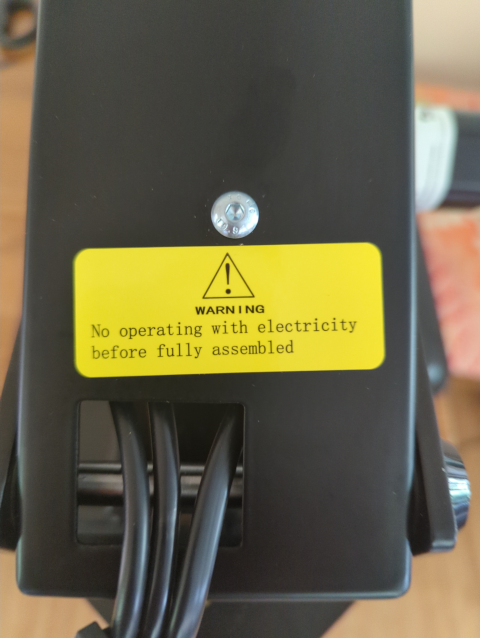 WARNING
No operating with electricity
before fully assembled